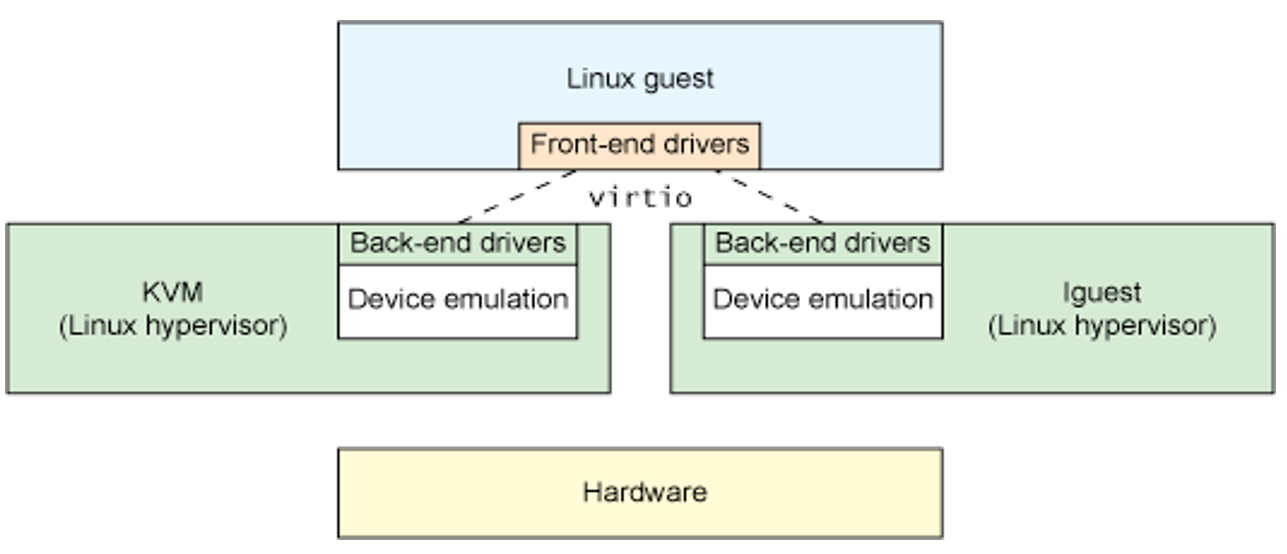 Linux guest
Front-end drivers
virtio
Back-end drivers
Device emulation
KVM
(Linux hypervisor)
Back-end drivers
Device emulation
lguest
(Linux hypervisor)
Hardware